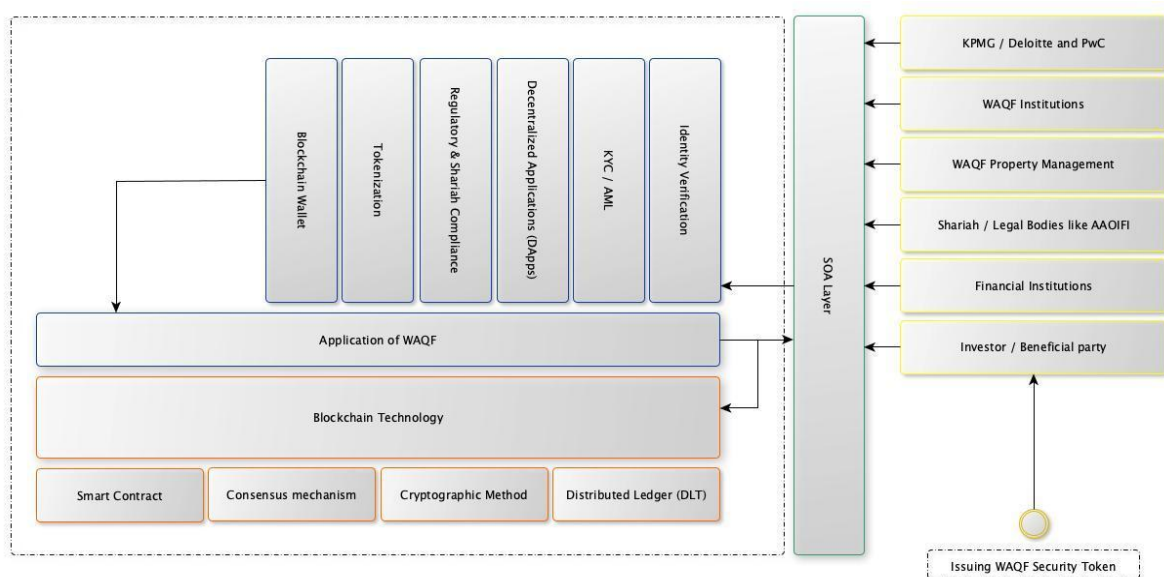 Blockchain Wallet
Tokenization
Regulatory & Shariah Compliance
Decentralized Applications (DApps)
KYC / AML
Identity Verification
Application of WAQF
Blockchain Technology
Smart Contract
Consensus mechanism
Cryptographic Method
Distributed Ledger (DLT)
SOA Layer
KPMG / Deloitte and PwC
WAQF Institutions
WAQF Property Management
Shariah / Legal Bodies like AAOIFI
Financial Institutions
Investor / Beneficial party
Issuing WAQF Security Token